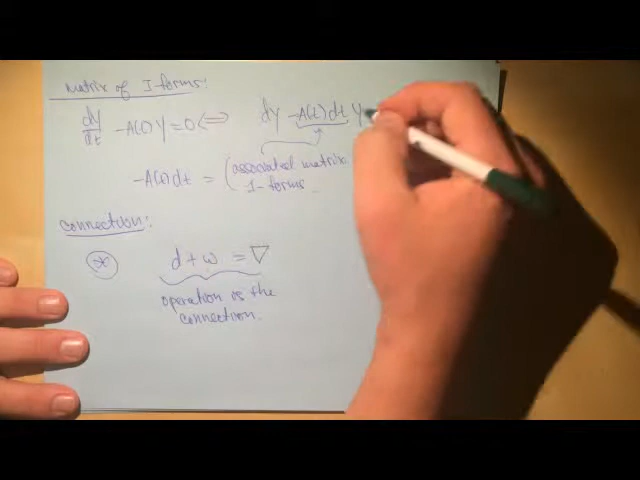 Matrix of 1-forms:
dY/dt - A(t)Y = 0 ⟺ dy - A(t)dt Y
-A(t)dt = (associated matrix
1-forms
Connection:
* d + w = ∇
operation is the
connection.